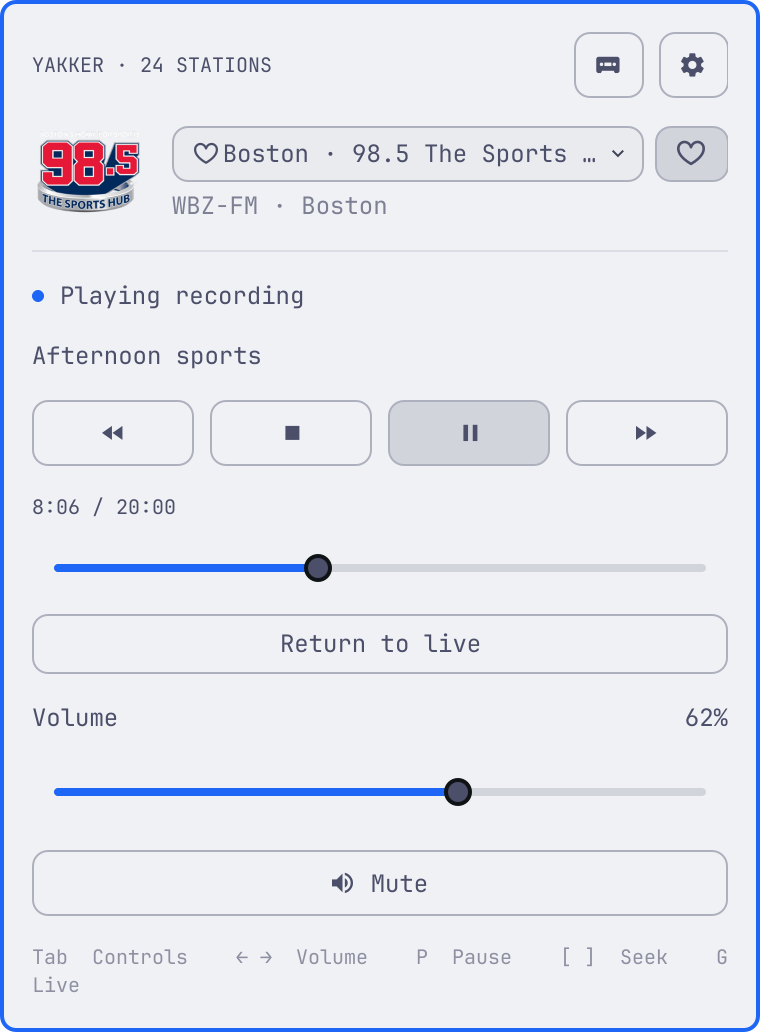 YAKKER · 24 STATIONS
98.5
THE SPORTS HUB
Boston · 98.5 The Sports …
WBZ-FM · Boston
Playing recording
Afternoon sports
8:06 / 20:00
Return to live
Volume 62%
Mute
Tab Controls ← → Volume P Pause [ ] Seek G
Live